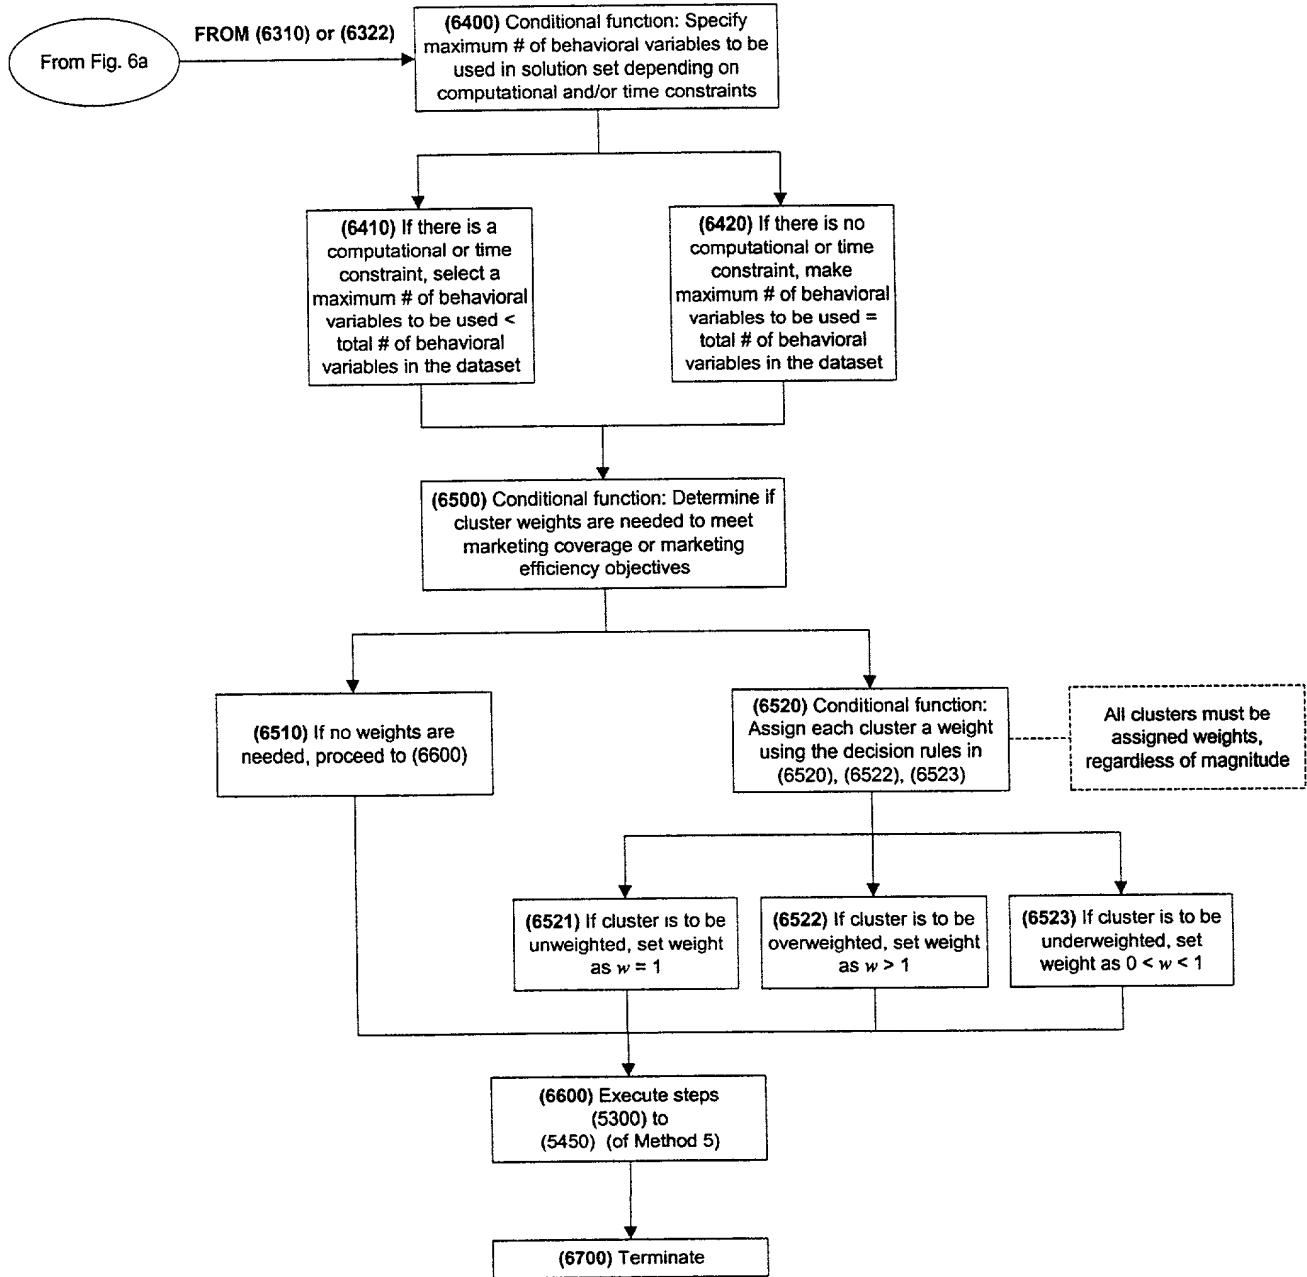 From Fig. 6a
FROM (6310) or (6322)
(6400) Conditional function: Specify
maximum # of behavioral variables to be
used in solution set depending on
computational and/or time constraints
(6410) If there is a
computational or time
constraint, select a
maximum # of behavioral
variables to be used <
total # of behavioral
variables in the dataset
(6420) If there is no
computational or time
constraint, make
maximum # of behavioral
variables to be used =
total # of behavioral
variables in the dataset
(6500) Conditional function: Determine if
cluster weights are needed to meet
marketing coverage or marketing
efficiency objectives
(6510) If no weights are
needed, proceed to (6600)
(6520) Conditional function:
Assign each cluster a weight
using the decision rules in
(6520), (6522), (6523)
All clusters must be
assigned weights,
regardless of magnitude
(6521) If cluster is to be
unweighted, set weight
as w = 1
(6522) If cluster is to be
overweighted, set weight
as w > 1
(6523) If cluster is to be
underweighted, set
weight as 0 < w < 1
(6600) Execute steps
(5300) to
(5450) (of Method 5)
(6700) Terminate